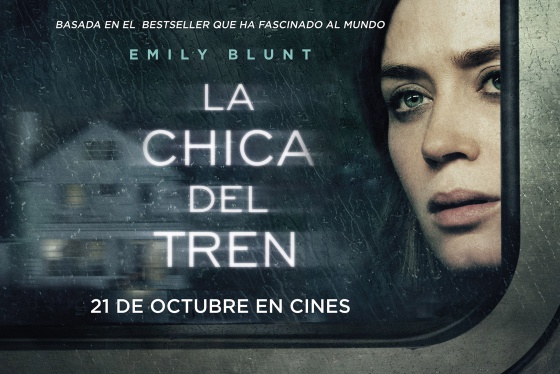 BASADA EN EL BESTSELLER QUE HA FASCINADO AL MUNDO
EMILY BLUNT
LA
CHICA
DEL
TREN
21 DE OCTUBRE EN CINES